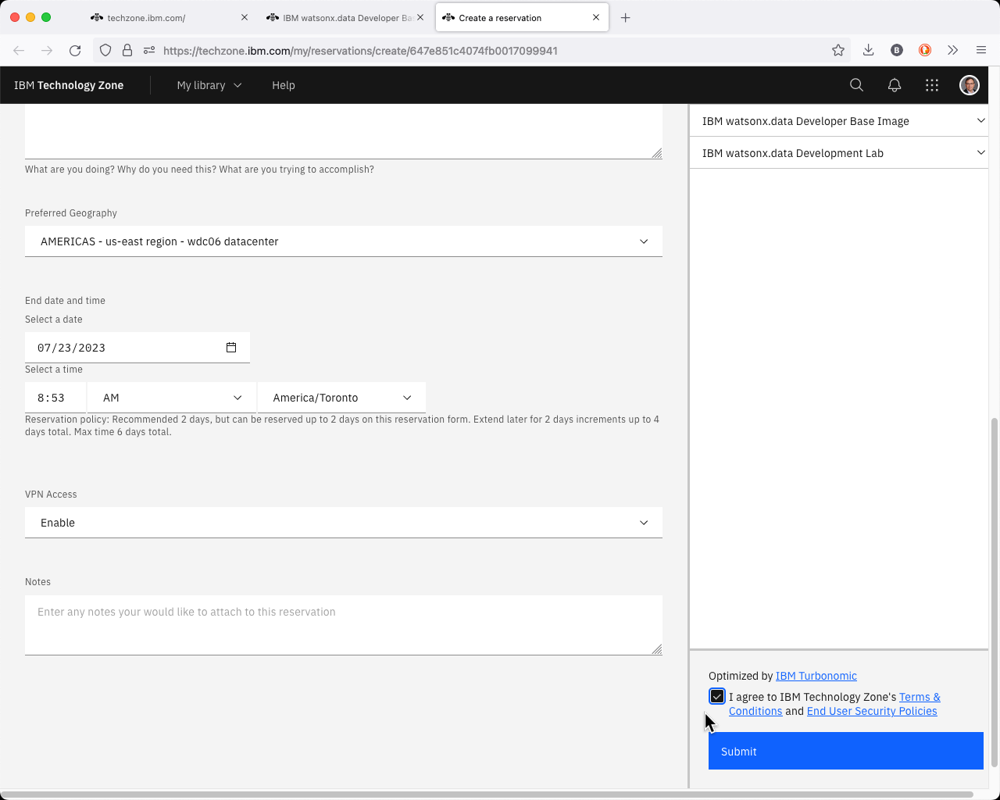 techzone.ibm.com/
IBM watsonx.data Developer Ba
Create a reservation
https://techzone.ibm.com/my/reservations/create/647e851c4074fb0017099941
B
IBM Technology Zone
My library
Help
IBM watsonx.data Developer Base Image
IBM watsonx.data Development Lab
What are you doing? Why do you need this? What are you trying to accomplish?
Preferred Geography
AMERICAS - us-east region - wdc06 datacenter
End date and time
Select a date
07/23/2023
Select a time
8:53 AM America/Toronto
Reservation policy: Recommended 2 days, but can be reserved up to 2 days on this reservation form. Extend later for 2 days increments up to 4
days total. Max time 6 days total.
VPN Access
Enable
Notes
Enter any notes your would like to attach to this reservation
Optimized by IBM Turbonomic
I agree to IBM Technology Zone's Terms &
Conditions and End User Security Policies
Submit